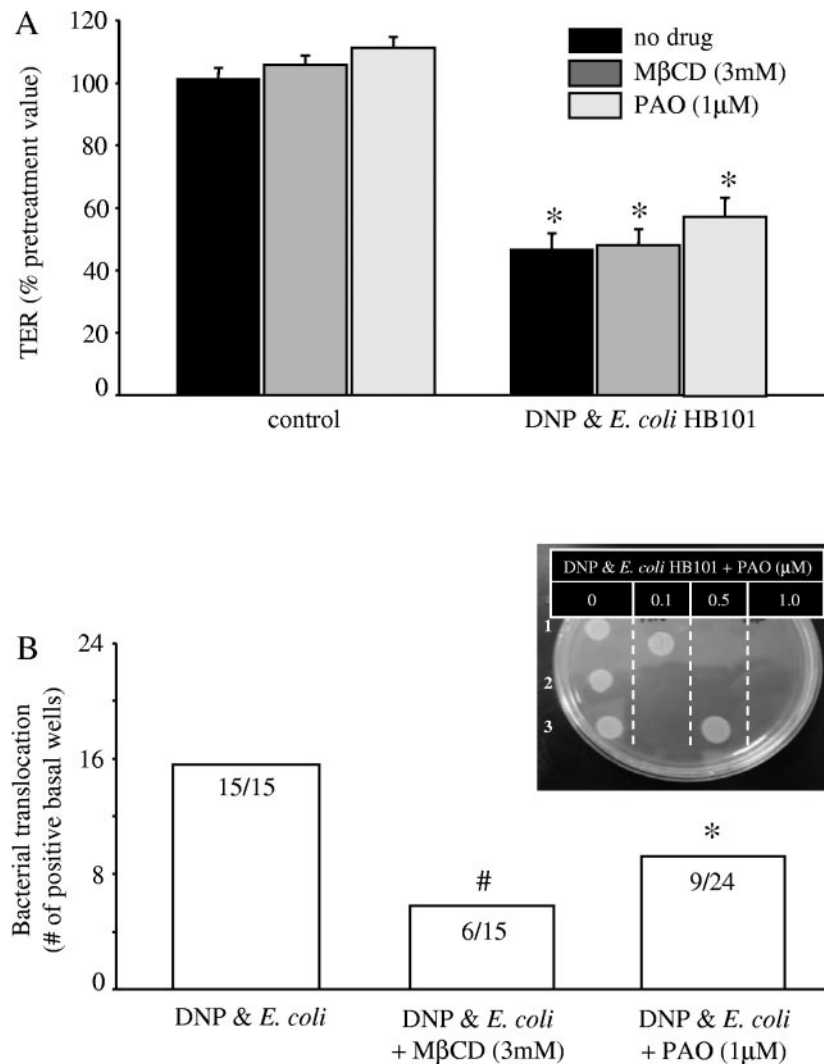 A
120
100
80
60
40
20
0
TER (% pretreatment value)
no drug
MβCD (3mM)
PAO (1μM)
*
*
*
control
DNP & E. coli HB101
B
24
16
8
0
Bacterial translocation
(# of positive basal wells)
DNP & E. coli HB101 + PAO (μM)
0 0.1 0.5 1.0
1
2
3
15/15
#
6/15
*
9/24
DNP & E. coli
DNP & E. coli
+ MβCD (3mM)
DNP & E. coli
+ PAO (1μM)